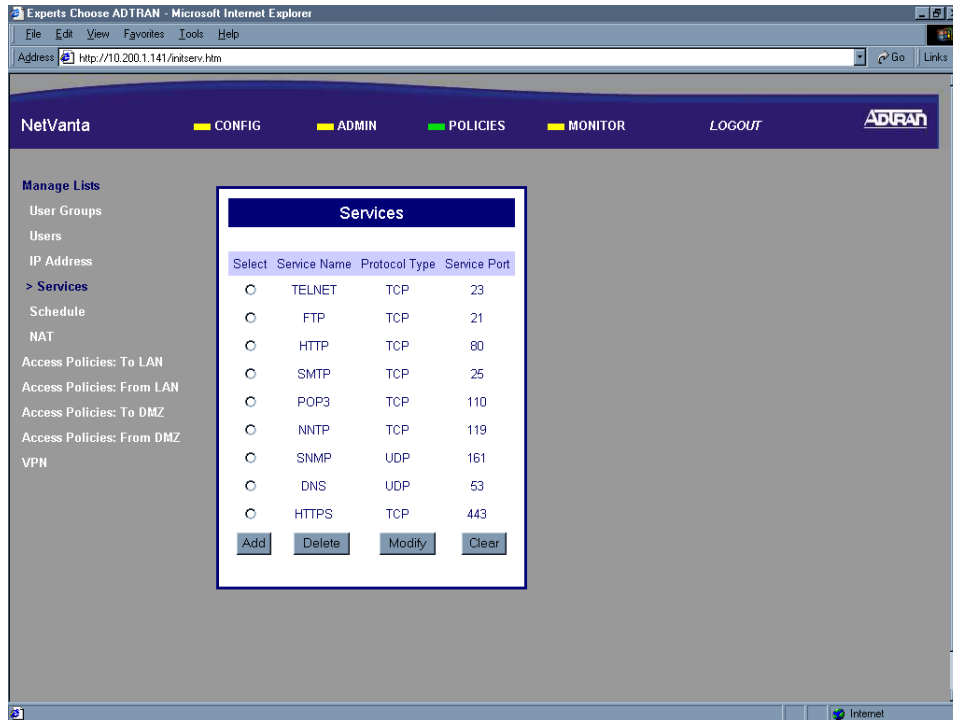 Experts Choose ADTRAN - Microsoft Internet Explorer
File Edit View Favorites Tools Help
Address http://10.200.1.141/initserv.htm Go Links
NetVanta CONFIG ADMIN POLICIES MONITOR LOGOUT ADTRAN
Manage Lists
User Groups
Users
IP Address
> Services
Schedule
NAT
Access Policies: To LAN
Access Policies: From LAN
Access Policies: To DMZ
Access Policies: From DMZ
VPN
Services
Select Service Name Protocol Type Service Port
TELNET TCP 23
FTP TCP 21
HTTP TCP 80
SMTP TCP 25
POP3 TCP 110
NNTP TCP 119
SNMP UDP 161
DNS UDP 53
HTTPS TCP 443
Add Delete Modify Clear
Internet